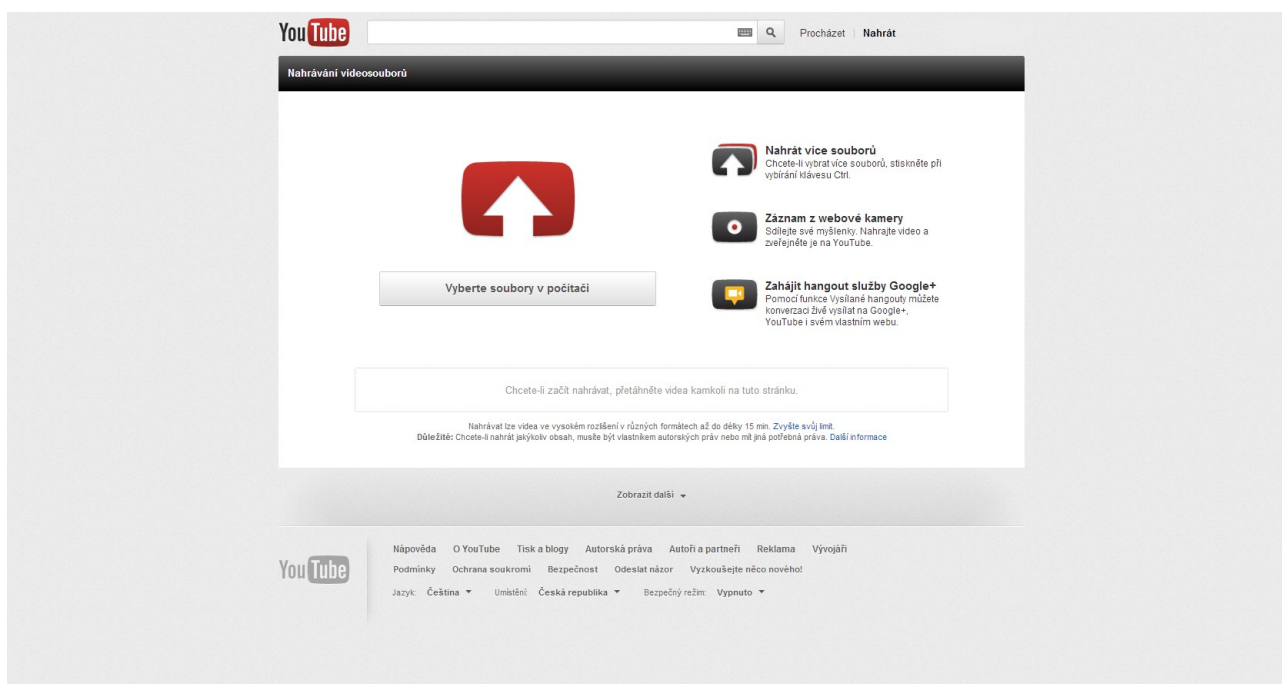 YouTube
Procházet | Nahrát
Nahrávání videosouborů
Nahrát více souborů
Chcete-li vybrat více souborů, stiskněte při
vybírání klávesu Ctrl.
Záznam z webové kamery
Sdílejte své myšlenky. Nahrajte video a
zveřejněte je na YouTube.
Vyberte soubory v počítači
Zahájit hangout služby Google+
Pomocí funkce Vysílané hangouty můžete
konverzaci živě vysílat na Google+,
YouTube i svém vlastním webu.
Chcete-li začít nahrávat, přetáhněte videa kamkoli na tuto stránku.
Nahrávat lze videa ve vysokém rozlišení v různých formátech až do délky 15 min. Zvyšte svůj limit.
Důležité: Chcete-li nahrát jakýkoliv obsah, musíte být vlastníkem autorských práv nebo mít jiná potřebná práva. Další informace
Zobrazit další
YouTube
Nápověda O YouTube Tisk a blogy Autorská práva Autoři a partneři Reklama Vývojáři
Podmínky Ochrana soukromí Bezpečnost Odeslat názor Vyzkoušejte něco nového!
Jazyk: Čeština Umístění: Česká republika Bezpečný režim: Vypnuto